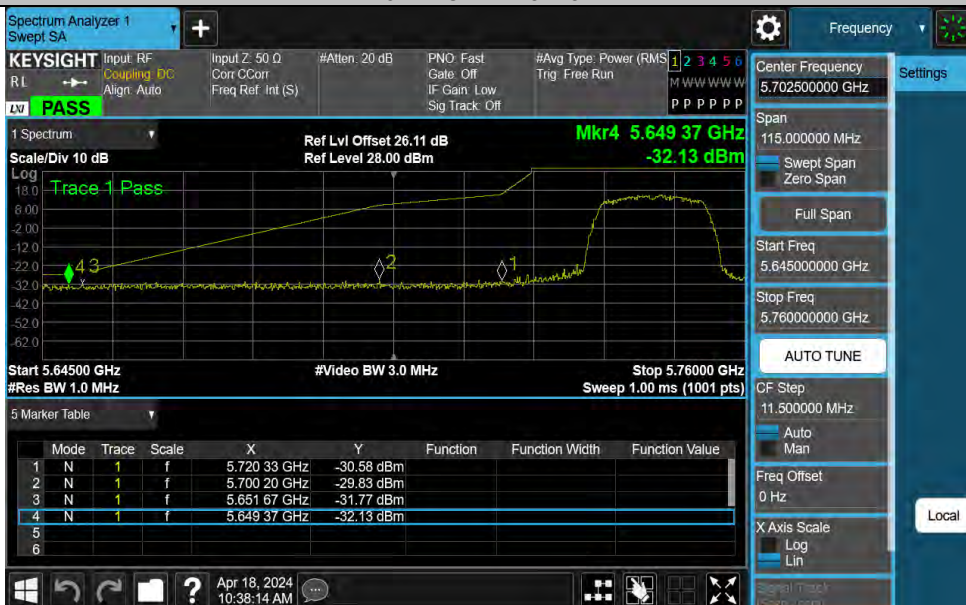 Spectrum Analyzer 1
Swept SA
+
Frequency
KEYSIGHT
R L
LXI PASS
Input: RF
Coupling: DC
Align: Auto
Input Z: 50 Ω
Corr CCorr
Freq Ref: Int (S)
#Atten: 20 dB
PNO: Fast
Gate: Off
IF Gain: Low
Sig Track: Off
#Avg Type: Power (RMS
Trig: Free Run
1 2 3 4 5 6
M W W W W W
P P P P P P
1 Spectrum
Scale/Div 10 dB
Ref Lvl Offset 26.11 dB
Ref Level 28.00 dBm
Mkr4 5.649 37 GHz
-32.13 dBm
Log
Trace 1 Pass
18.0
8.00
-2.00
-12.0
-22.0
-32.0
-42.0
-52.0
-62.0
4 3
2
1
Start 5.64500 GHz
#Video BW 3.0 MHz
Stop 5.76000 GHz
#Res BW 1.0 MHz
Sweep 1.00 ms (1001 pts)
5 Marker Table
Mode Trace Scale X Y Function Function Width Function Value
1 N 1 f 5.720 33 GHz -30.58 dBm
2 N 1 f 5.700 20 GHz -29.83 dBm
3 N 1 f 5.651 67 GHz -31.77 dBm
4 N 1 f 5.649 37 GHz -32.13 dBm
5
6
?
Apr 18, 2024
10:38:14 AM
Center Frequency
5.702500000 GHz
Span
115.000000 MHz
Swept Span
Zero Span
Full Span
Start Freq
5.645000000 GHz
Stop Freq
5.760000000 GHz
AUTO TUNE
CF Step
11.500000 MHz
Auto
Man
Freq Offset
0 Hz
X Axis Scale
Log
Lin
Signal Track
Settings
Local